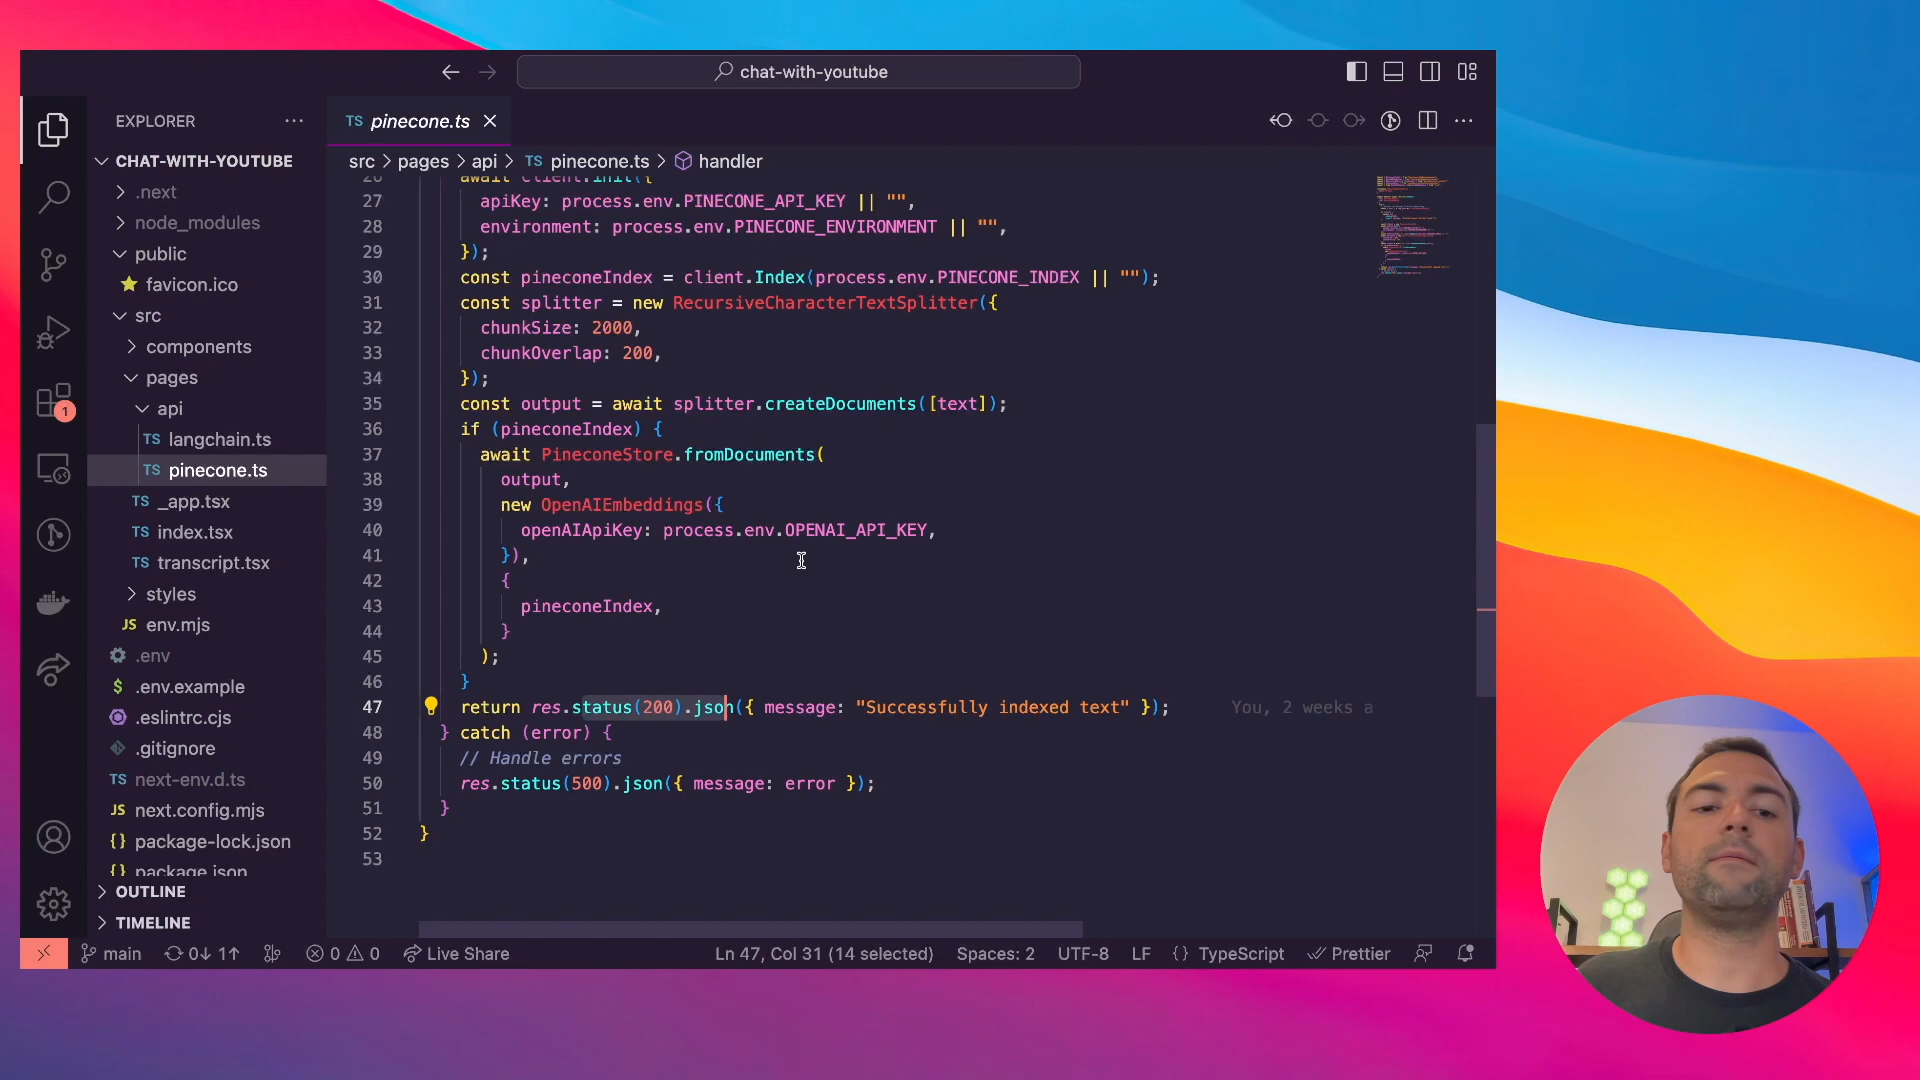 chat-with-youtube
EXPLORER
TS pinecone.ts
CHAT-WITH-YOUTUBE
.next
node_modules
public
favicon.ico
src
components
pages
api
TS langchain.ts
TS pinecone.ts
TS _app.tsx
TS index.tsx
TS transcript.tsx
styles
JS env.mjs
.env
$ .env.example
.eslintrc.cjs
.gitignore
TS next-env.d.ts
JS next.config.mjs
{} package-lock.json
{} package.json
OUTLINE
TIMELINE
1
src > pages > api > TS pinecone.ts > handler
26 await client.init({
27 apiKey: process.env.PINECONE_API_KEY || "",
28 environment: process.env.PINECONE_ENVIRONMENT || "",
29 });
30 const pineconeIndex = client.Index(process.env.PINECONE_INDEX || "");
31 const splitter = new RecursiveCharacterTextSplitter({
32 chunkSize: 2000,
33 chunkOverlap: 200,
34 });
35 const output = await splitter.createDocuments([text]);
36 if (pineconeIndex) {
37 await PineconeStore.fromDocuments(
38 output,
39 new OpenAIEmbeddings({
40 openAIApiKey: process.env.OPENAI_API_KEY,
41 }),
42 {
43 pineconeIndex,
44 }
45 );
46 }
47 return res.status(200).json({ message: "Successfully indexed text" }); You, 2 weeks a
48 } catch (error) {
49 // Handle errors
50 res.status(500).json({ message: error });
51 }
52 }
53
main 0↓ 1↑ 0 0 Live Share Ln 47, Col 31 (14 selected) Spaces: 2 UTF-8 LF {} TypeScript Prettier